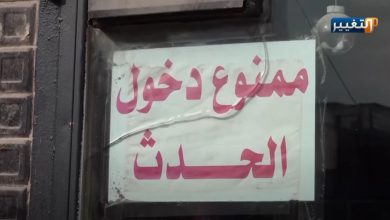 التغيير
ممنوع دخول
الحدث